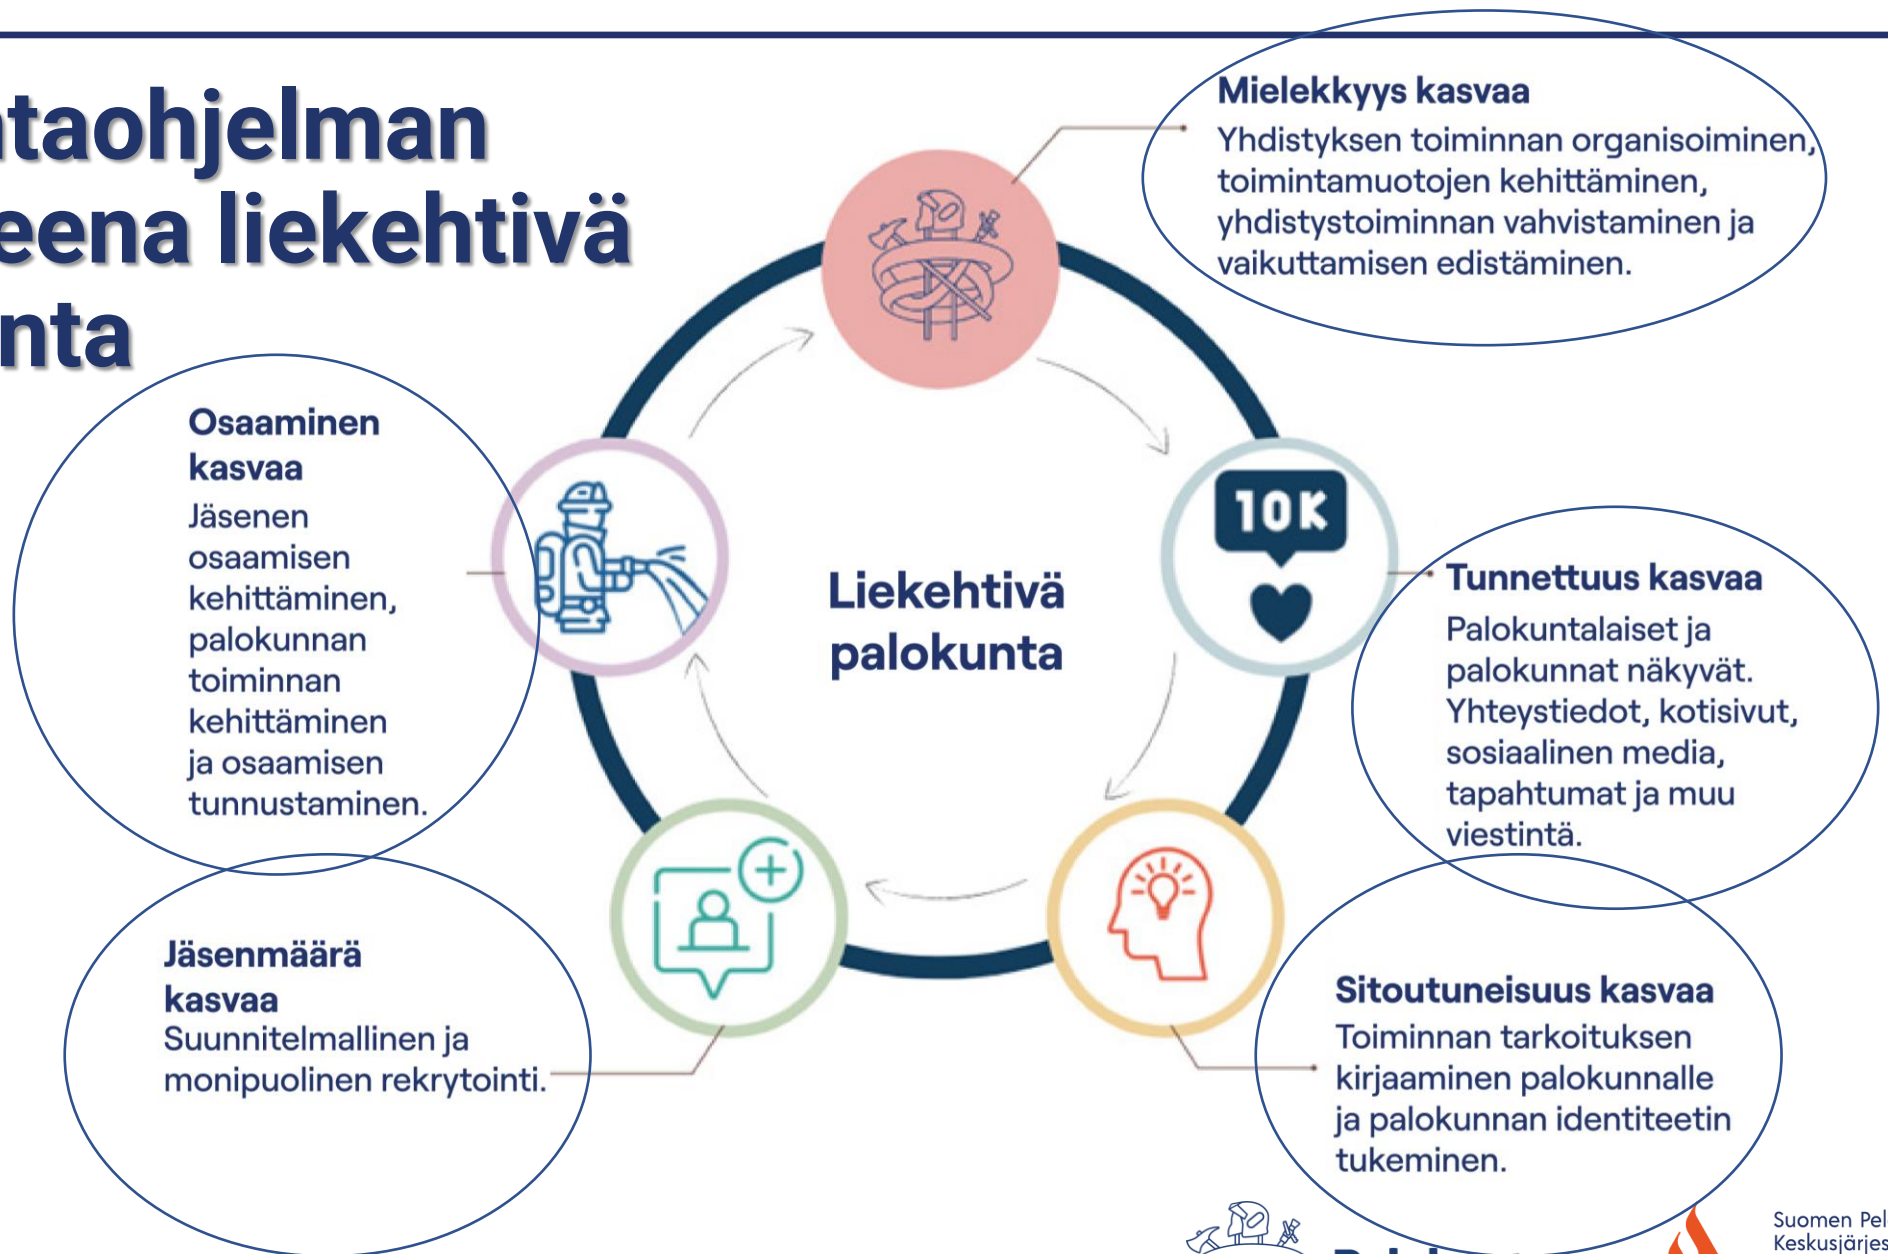 taohjelman
eena liekehtivä
nta
Mielekkyys kasvaa
Yhdistyksen toiminnan organisoiminen,
toimintamuotojen kehittäminen,
yhdistystoiminnan vahvistaminen ja
vaikuttamisen edistäminen.
Osaaminen
kasvaa
Jäsenen
osaamisen
kehittäminen,
palokunnan
toiminnan
kehittäminen
ja osaamisen
tunnustaminen.
10K
Liekehtivä
palokunta
Tunnettuus kasvaa
Palokuntalaiset ja
palokunnat näkyvät.
Yhteystiedot, kotisivut,
sosiaalinen media,
tapahtumat ja muu
viestintä.
Jäsenmäärä
kasvaa
Suunnitelmallinen ja
monipuolinen rekrytointi.
Sitoutuneisuus kasvaa
Toiminnan tarkoituksen
kirjaaminen palokunnalle
ja palokunnan identiteetin
tukeminen.
Suomen Pel
Keskusjärjes